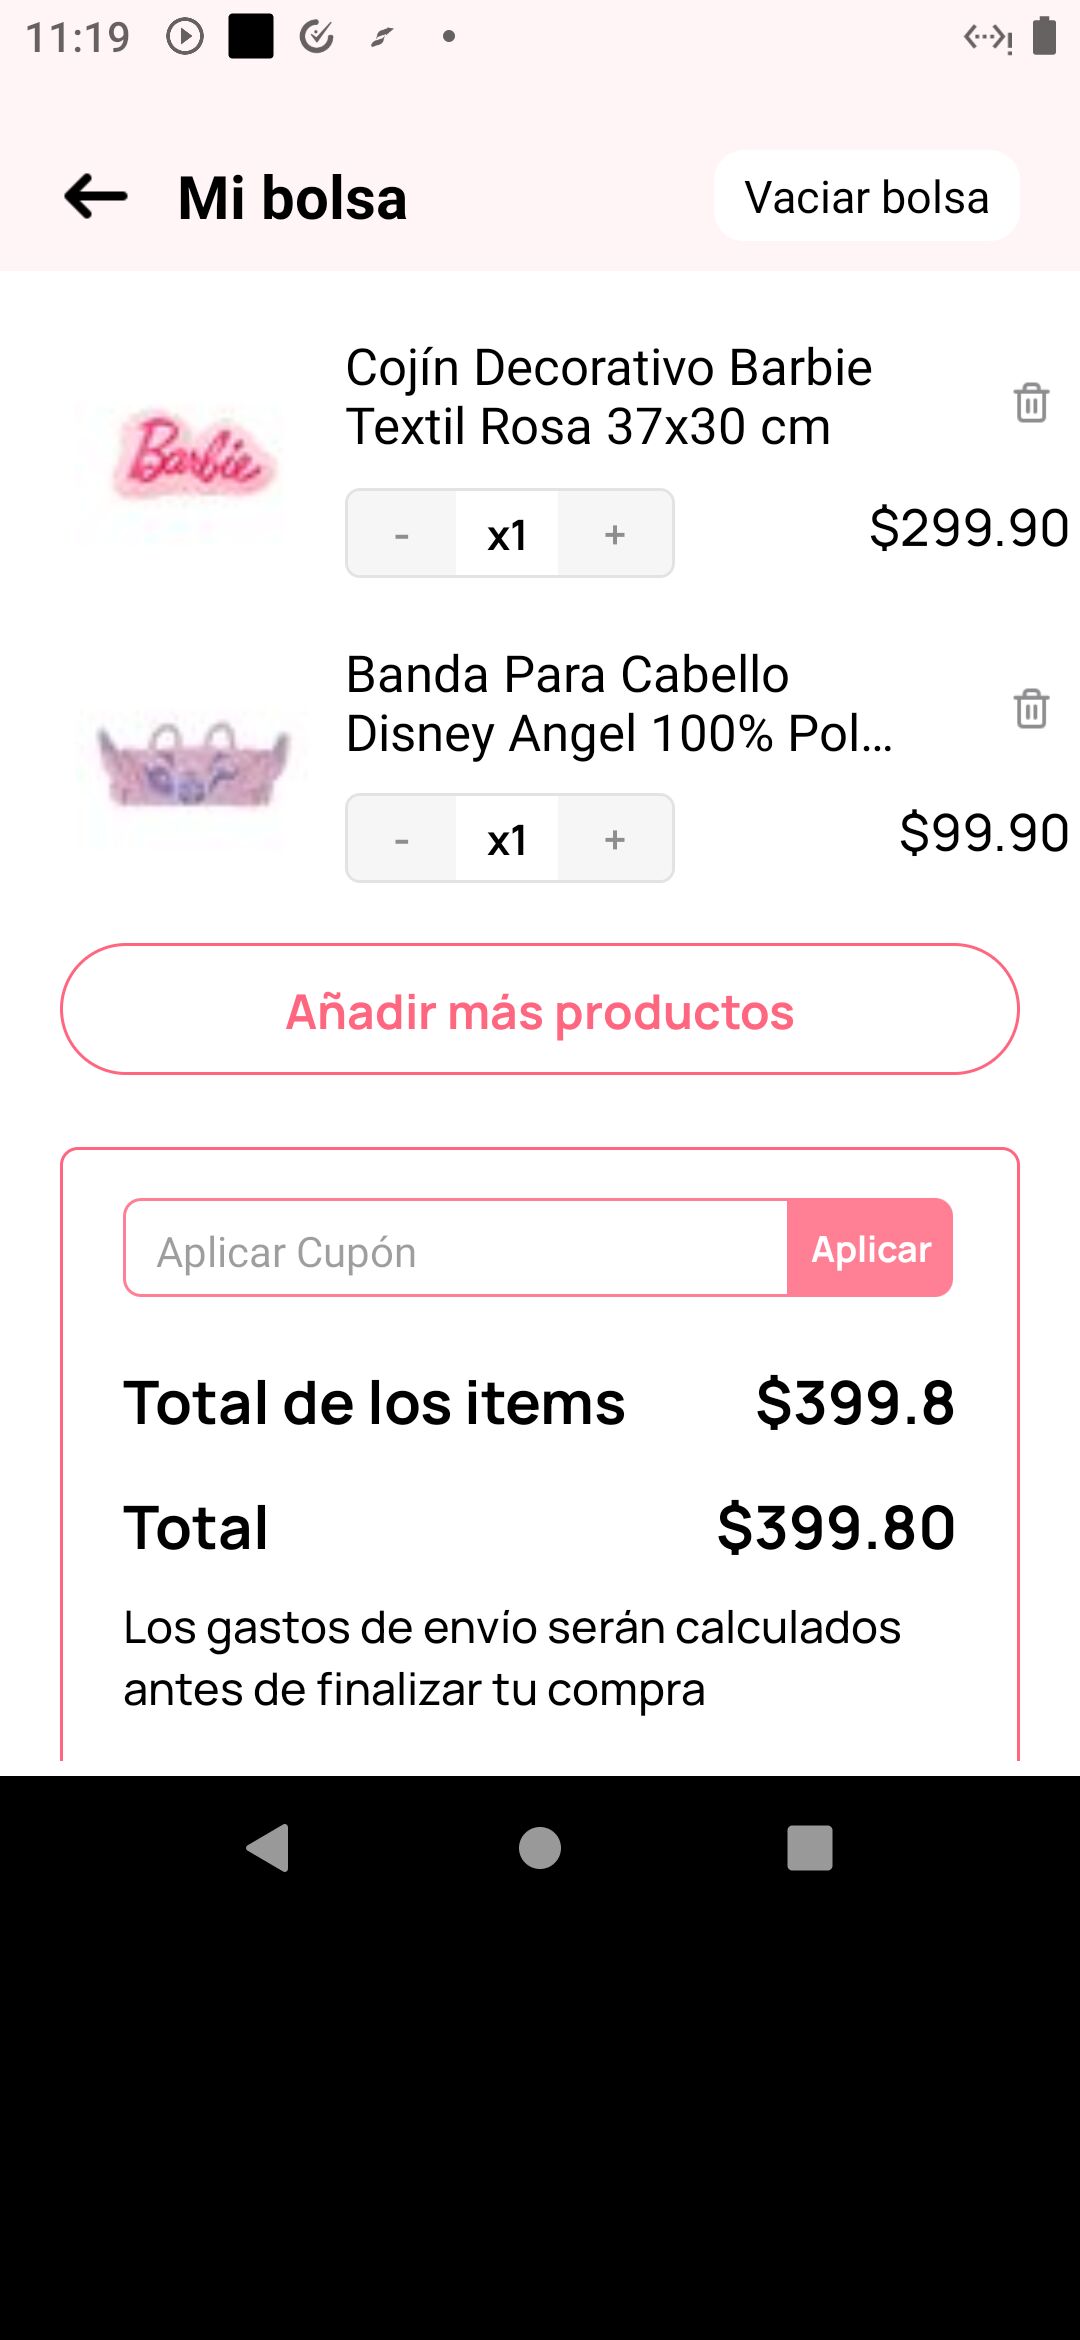 11:19
Mi bolsa
Vaciar bolsa
Cojín Decorativo Barbie
Textil Rosa 37x30 cm
Barbie
- x1 +
$299.90
Banda Para Cabello
Disney Angel 100% Pol...
- x1 +
$99.90
Añadir más productos
Aplicar Cupón
Aplicar
Total de los items $399.8
Total $399.80
Los gastos de envío serán calculados
antes de finalizar tu compra